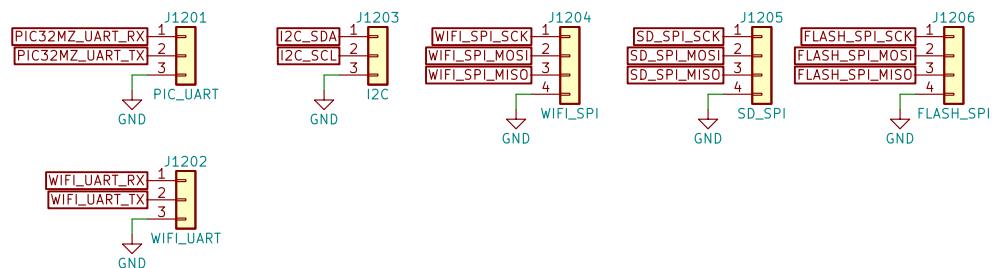 J1201
PIC32MZ_UART_RX 1
PIC32MZ_UART_TX 2
3
PIC_UART
GND
J1203
I2C_SDA 1
I2C_SCL 2
3
I2C
GND
J1204
WIFI_SPI_SCK 1
WIFI_SPI_MOSI 2
WIFI_SPI_MISO 3
4
WIFI_SPI
GND
J1205
SD_SPI_SCK 1
SD_SPI_MOSI 2
SD_SPI_MISO 3
4
SD_SPI
GND
J1206
FLASH_SPI_SCK 1
FLASH_SPI_MOSI 2
FLASH_SPI_MISO 3
4
FLASH_SPI
GND
J1202
WIFI_UART_RX 1
WIFI_UART_TX 2
3
WIFI_UART
GND